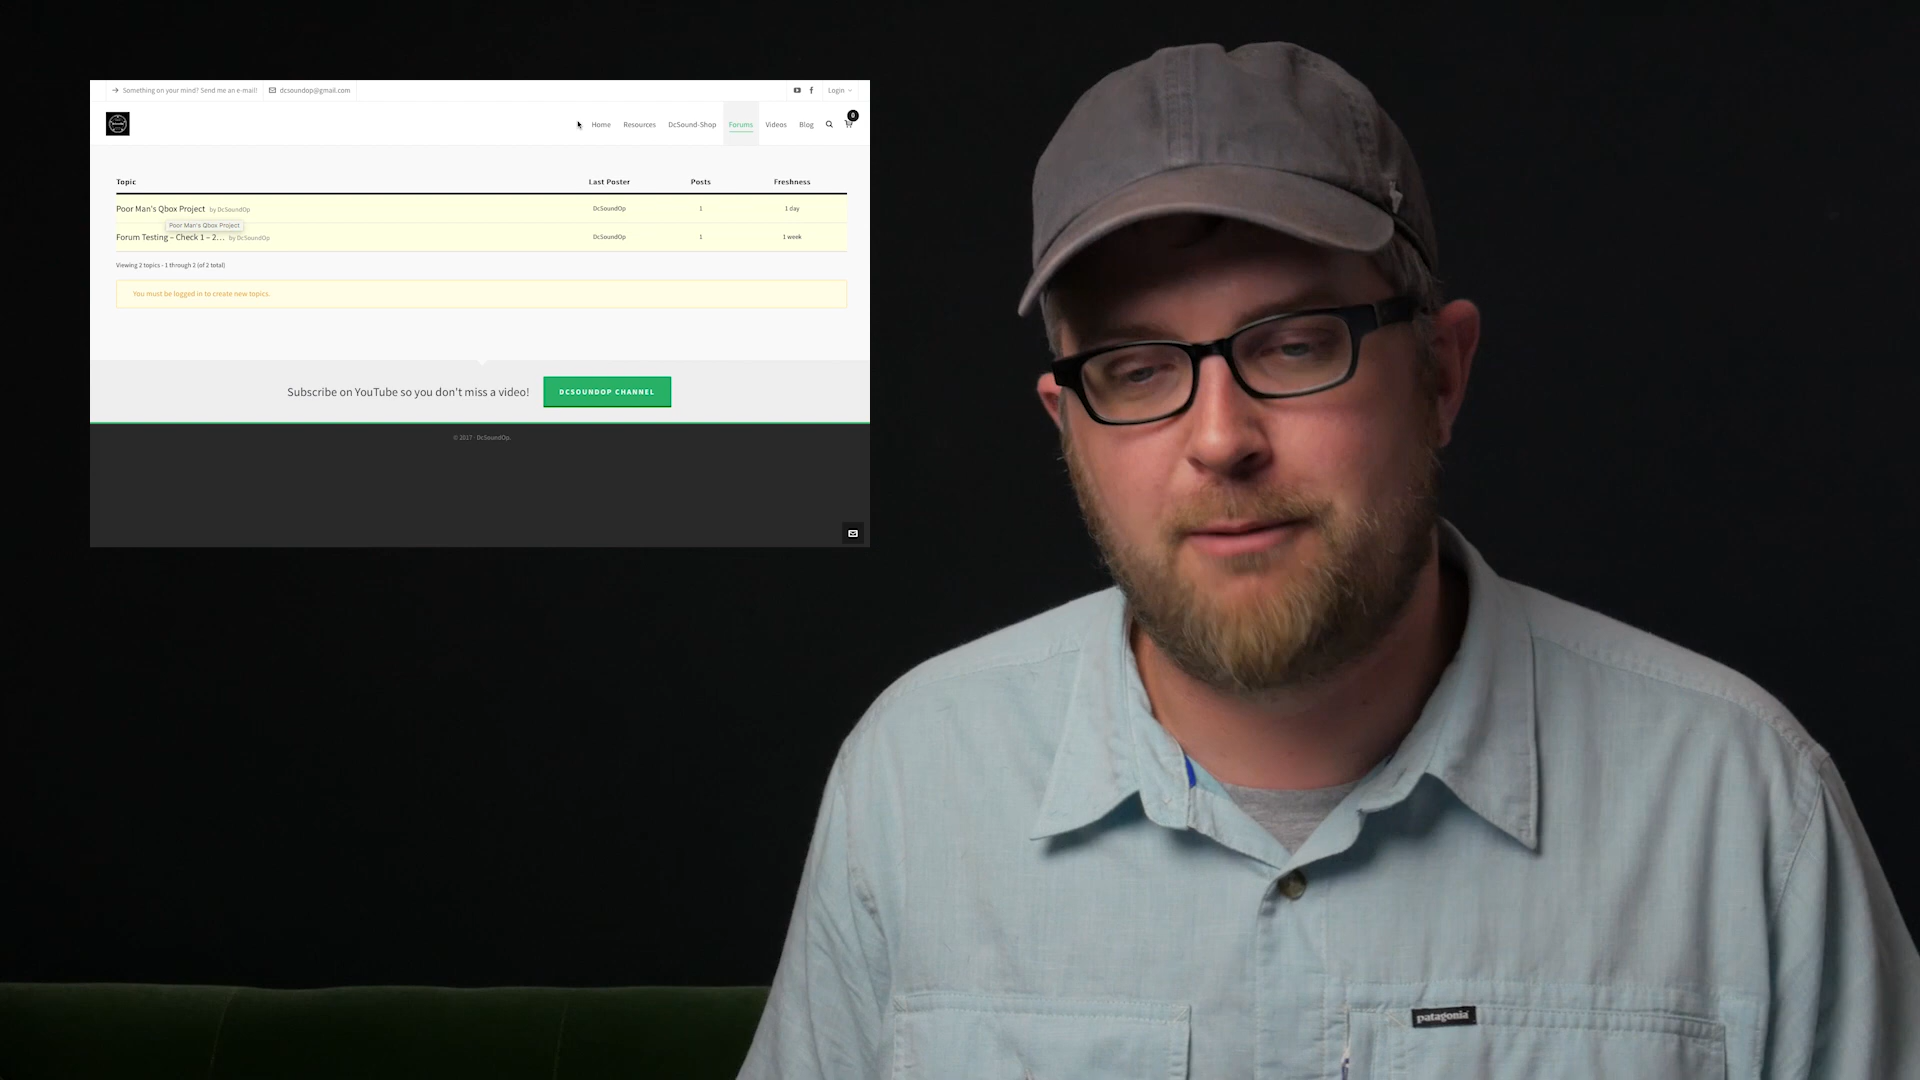 Something on your mind? Send me an e-mail! dcsoundop@gmail.com Login
Home Resources DcSound-Shop Forums Videos Blog 0
Topic Last Poster Posts Freshness
Poor Man's Qbox Project by DcSoundOp DcSoundOp 1 1 day
Poor Man's Qbox Project
Forum Testing – Check 1 – 2... by DcSoundOp DcSoundOp 1 1 week
Viewing 2 topics - 1 through 2 (of 2 total)
You must be logged in to create new topics.
Subscribe on YouTube so you don't miss a video! DCSOUNDOP CHANNEL
© 2017 · DcSoundOp.
patagonia